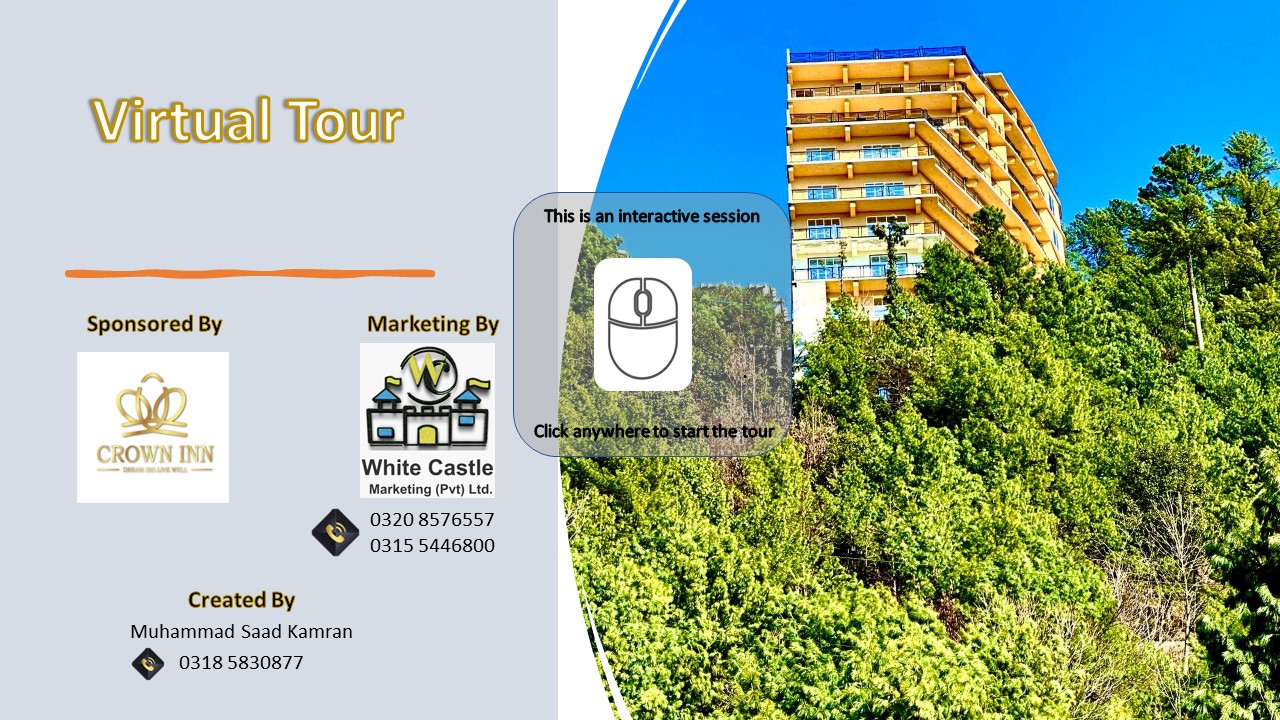 Virtual Tour
This is an interactive session
Click anywhere to start the tour
Sponsored By
CROWN INN
Marketing By
W
White Castle
Marketing (Pvt) Ltd.
0320 8576557
0315 5446800
Created By
Muhammad Saad Kamran
0318 5830877